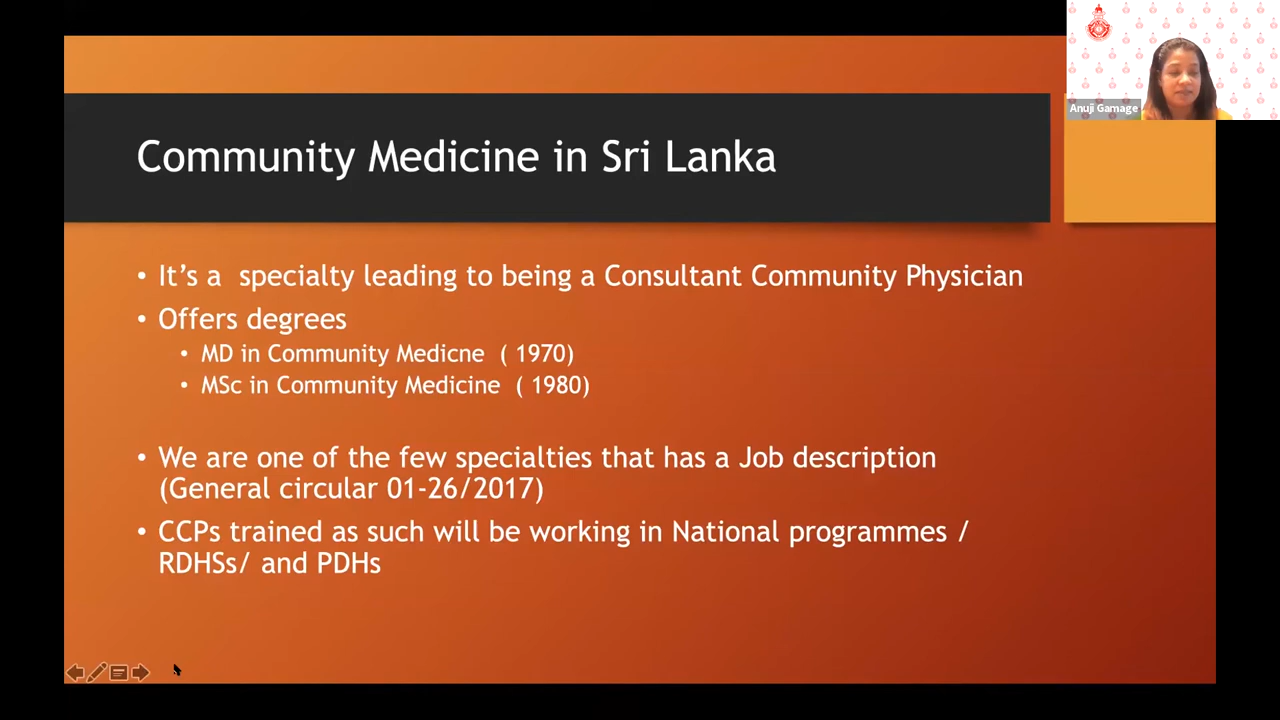 Anuji Gamage
Community Medicine in Sri Lanka
• It's a  specialty leading to being a Consultant Community Physician
• Offers degrees
• MD in Community Medicne  ( 1970)
• MSc in Community Medicine  ( 1980)
• We are one of the few specialties that has a Job description
(General circular 01-26/2017)
• CCPs trained as such will be working in National programmes /
RDHSs/ and PDHs